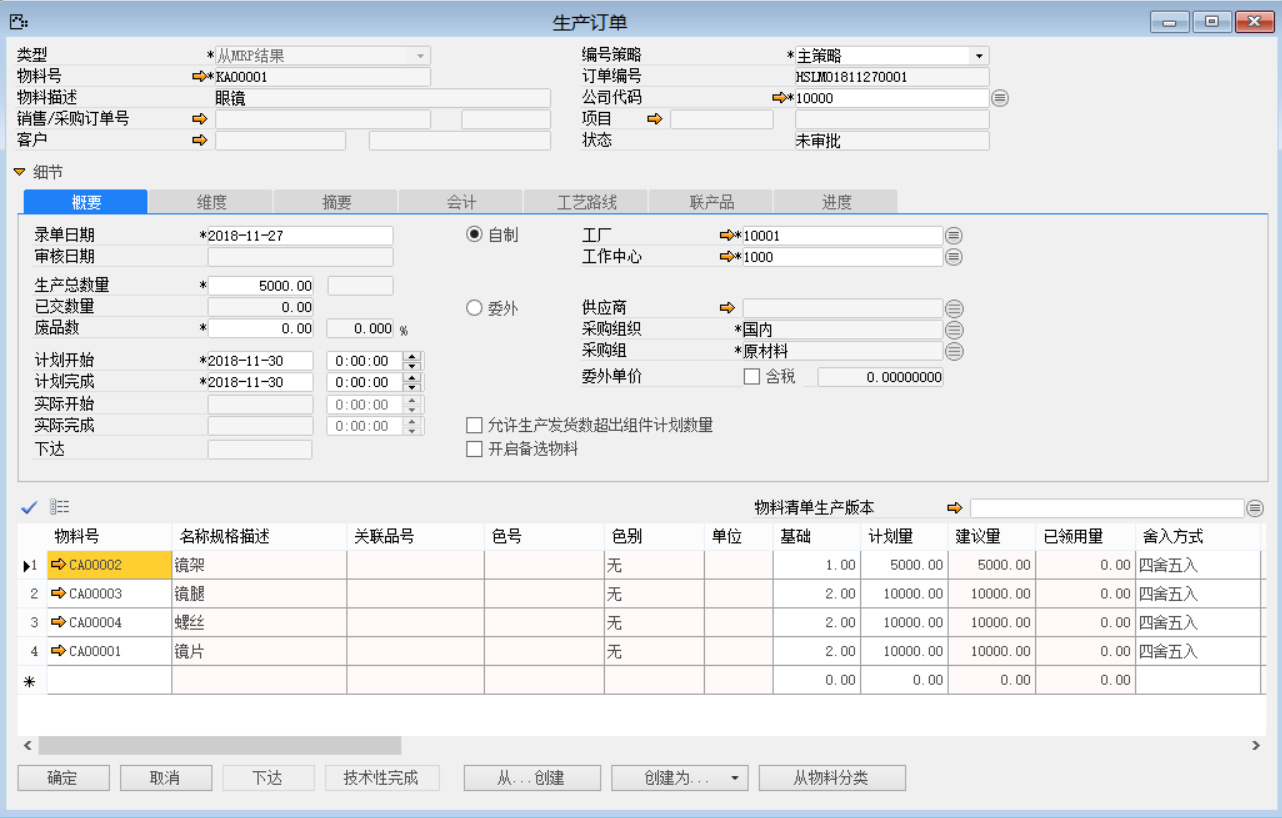 生产订单
类型 *从MRP结果 编号策略 *主策略
物料号 *KA00001 订单编号 HSLMO1811270001
物料描述 眼镜 公司代码 *10000
销售/采购订单号 项目
客户 状态 未审批
细节
概要 维度 摘要 会计 工艺路线 联产品 进度
录单日期 *2018-11-27 自制 工厂 *10001
审核日期 工作中心 *1000
生产总数量 * 5000.00
已交数量 0.00 委外 供应商
废品数 * 0.00 0.000 % 采购组织 *国内
采购组 *原材料
计划开始 *2018-11-30 0:00:00
计划完成 *2018-11-30 0:00:00 委外单价 含税 0.00000000
实际开始 0:00:00
实际完成 0:00:00 允许生产发货数超出组件计划数量
下达 开启备选物料
物料清单生产版本
物料号 名称规格描述 关联品号 色号 色别 单位 基础 计划量 建议量 已领用量 舍入方式
1 CA00002 镜架 无 1.00 5000.00 5000.00 0.00 四舍五入
2 CA00003 镜腿 无 2.00 10000.00 10000.00 0.00 四舍五入
3 CA00004 螺丝 无 2.00 10000.00 10000.00 0.00 四舍五入
4 CA00001 镜片 无 2.00 10000.00 10000.00 0.00 四舍五入
* 0.00 0.00 0.00 0.00
确定 取消 下达 技术性完成 从...创建 创建为... 从物料分类